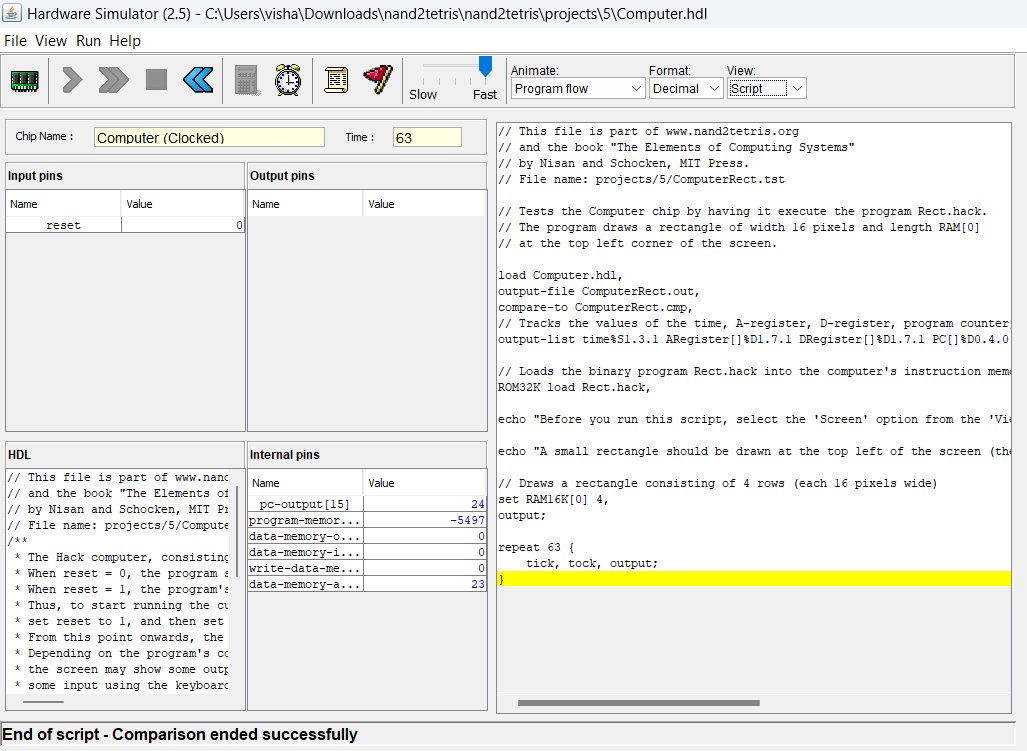 Hardware Simulator (2.5) - C:\Users\visha\Downloads\nand2tetris\nand2tetris\projects\5\Computer.hdl
File View Run Help
Slow Fast
Animate: Format: View:
Program flow Decimal Script
Chip Name : Computer (Clocked) Time : 63
Input pins
Name Value
reset 0
Output pins
Name Value
HDL
// This file is part of www.nand
// and the book "The Elements of
// by Nisan and Schocken, MIT Pr
// File name: projects/5/Compute
/**
* The Hack computer, consisting
* When reset = 0, the program s
* When reset = 1, the program's
* Thus, to start running the cu
* set reset to 1, and then set
* From this point onwards, the
* Depending on the program's co
* the screen may show some outp
* some input using the keyboard
Internal pins
Name Value
pc-output[15] 24
program-memor... -5497
data-memory-o... 0
data-memory-i... 0
write-data-me... 0
data-memory-a... 23
// This file is part of www.nand2tetris.org
// and the book "The Elements of Computing Systems"
// by Nisan and Schocken, MIT Press.
// File name: projects/5/ComputerRect.tst
// Tests the Computer chip by having it execute the program Rect.hack.
// The program draws a rectangle of width 16 pixels and length RAM[0]
// at the top left corner of the screen.
load Computer.hdl,
output-file ComputerRect.out,
compare-to ComputerRect.cmp,
// Tracks the values of the time, A-register, D-register, program counter,
output-list time%S1.3.1 ARegister[]%D1.7.1 DRegister[]%D1.7.1 PC[]%D0.4.0
// Loads the binary program Rect.hack into the computer's instruction mem
ROM32K load Rect.hack,
echo "Before you run this script, select the 'Screen' option from the 'Vie
echo "A small rectangle should be drawn at the top left of the screen (the
// Draws a rectangle consisting of 4 rows (each 16 pixels wide)
set RAM16K[0] 4,
output;
repeat 63 {
tick, tock, output;
}
End of script - Comparison ended successfully